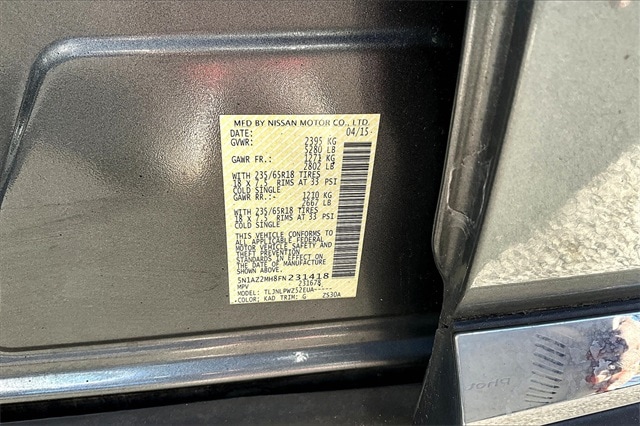 MFD BY NISSAN MOTOR CO., LTD.
DATE: 04/15
GVWR: 2395 KG
5280 LB
GAWR FR.: 1271 KG
2802 LB
WITH 235/65R18 TIRES
18 X 7.5 RIMS AT 33 PSI
COLD SINGLE
GAWR RR.:- 1210 KG
2667 LB
WITH 235/65R18 TIRES
18 X 7.5 RIMS AT 33 PSI
COLD SINGLE
THIS VEHICLE CONFORMS TO
ALL APPLICABLE FEDERAL
MOTOR VEHICLE SAFETY AND
THEFT PREVENTION
STANDARDS IN EFFECT ON
THE DATE OF MANUFACTURE
SHOWN ABOVE.
5N1AZ2MH8FN231418
MPV 231678
MODEL: TLJNLPWZ52EUA-----
COLOR; KAD TRIM; G ZS30A